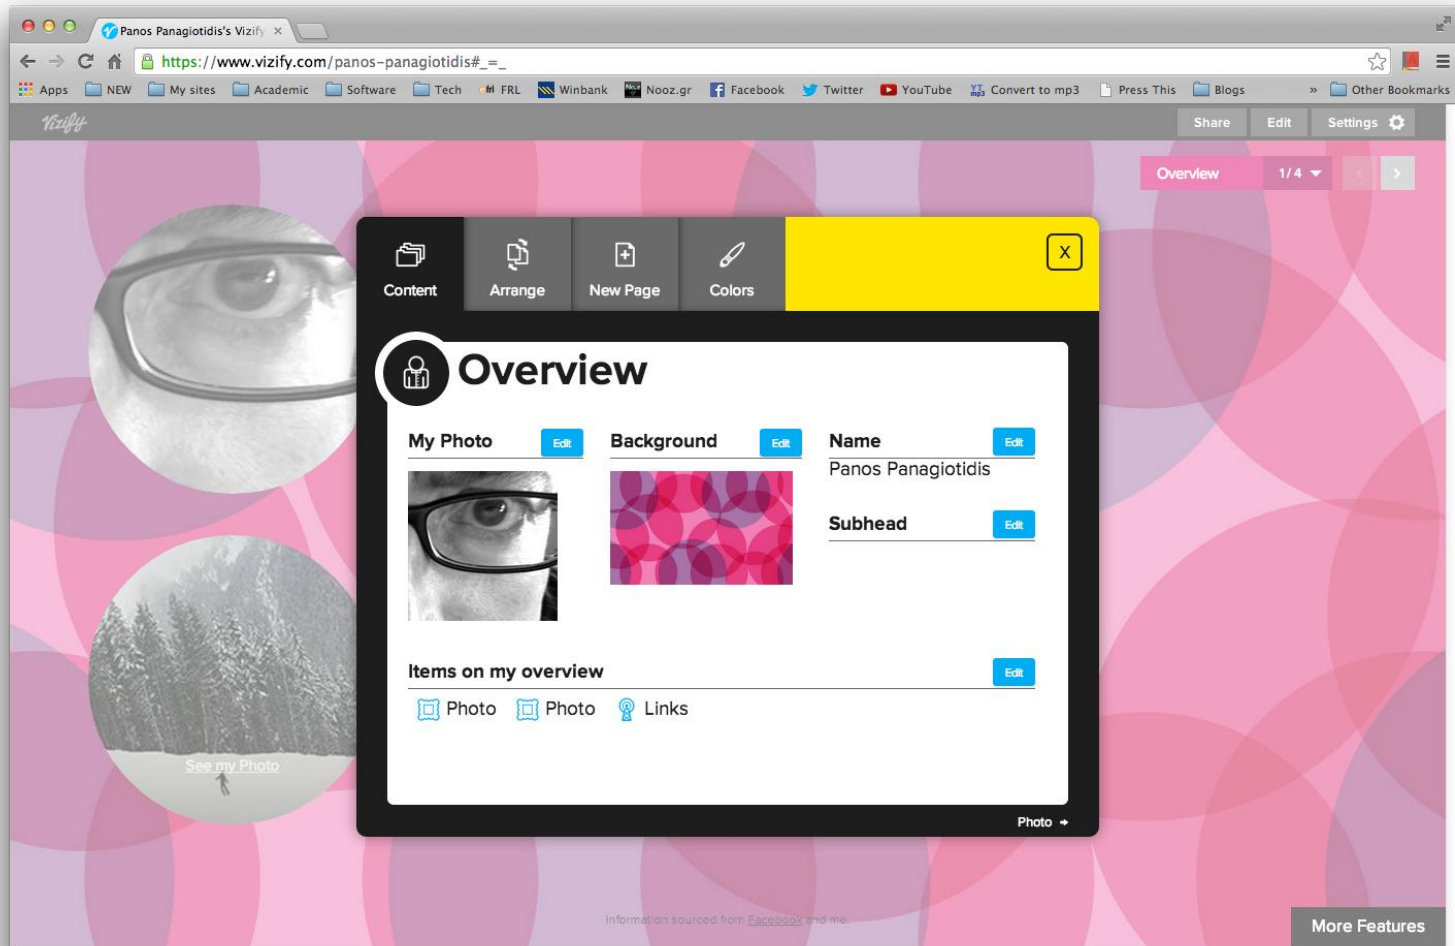 Panos Panagiotidis's Vizify ×
https://www.vizify.com/panos-panagiotidis#_=_
Apps NEW My sites Academic Software Tech FRL Winbank Nooz.gr Facebook Twitter YouTube Convert to mp3 Press This Blogs » Other Bookmarks
Vizify Share Edit Settings
Overview 1/4
Content Arrange New Page Colors X
Overview
My Photo Edit Background Edit Name Edit
Panos Panagiotidis
Subhead Edit
Items on my overview Edit
Photo Photo Links
See my Photo
Photo
Information sourced from Facebook and me.
More Features